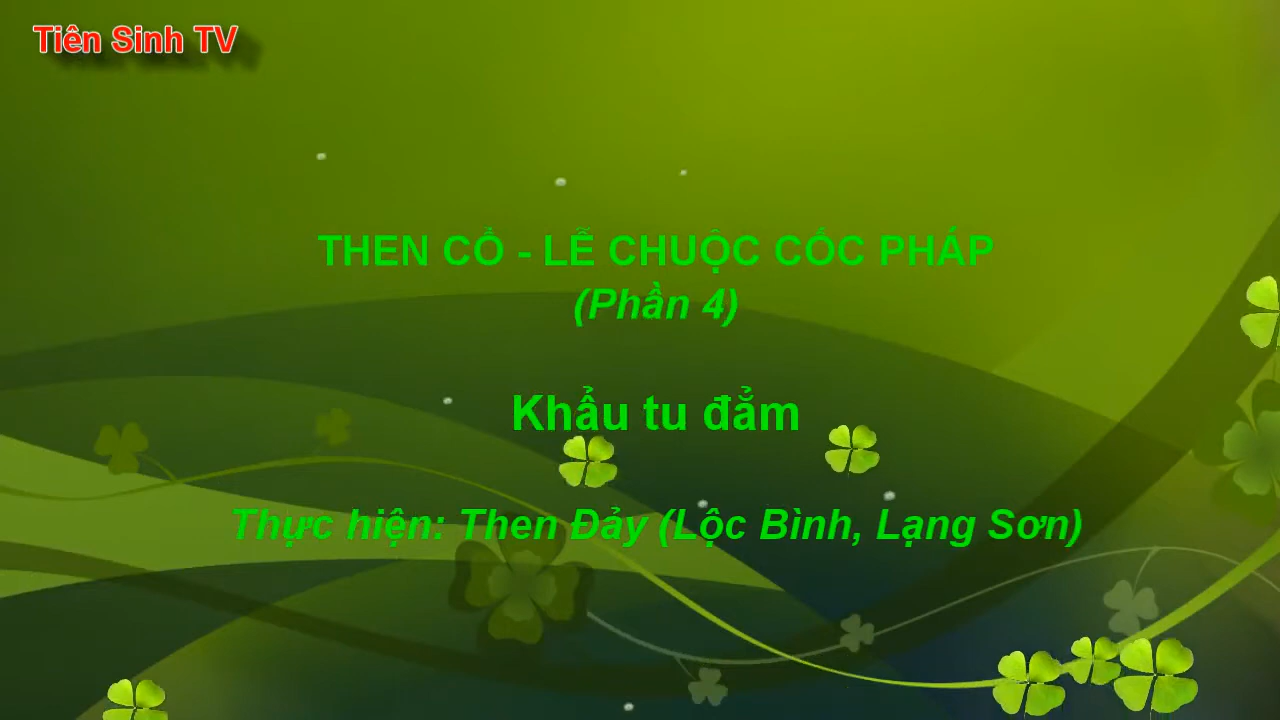 Tiên Sinh TV
THEN CỔ - LỄ CHUỘC CỐC PHÁP
(Phần 4)
Khẩu tu đẳm
Thực hiện: Then Đảy (Lộc Bình, Lạng Sơn)